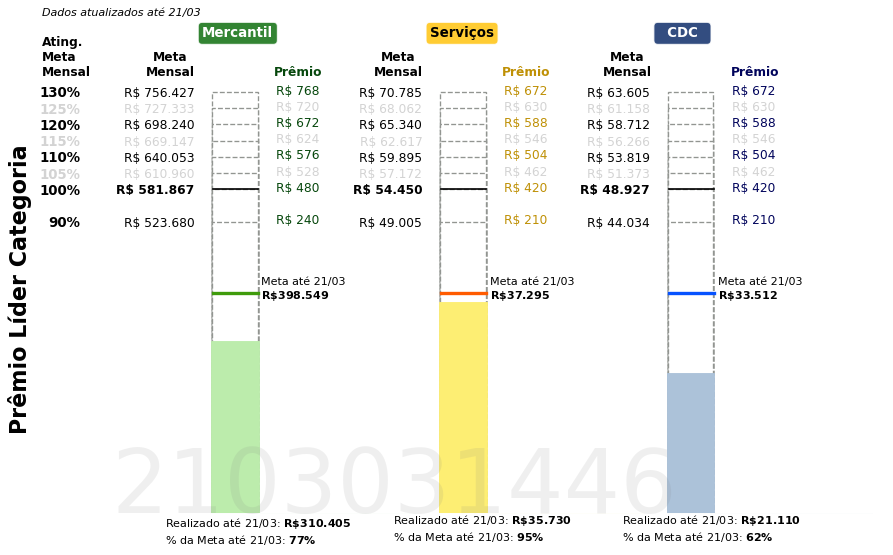 Dados atualizados até 21/03
Mercantil Serviços CDC
Ating. Meta Mensal
Meta Mensal Prêmio Meta Mensal Prêmio Meta Mensal Prêmio
130% R$ 756.427 R$ 768 R$ 70.785 R$ 672 R$ 63.605 R$ 672
125% R$ 727.333 R$ 720 R$ 68.062 R$ 630 R$ 61.158 R$ 630
120% R$ 698.240 R$ 672 R$ 65.340 R$ 588 R$ 58.712 R$ 588
115% R$ 669.147 R$ 624 R$ 62.617 R$ 546 R$ 56.266 R$ 546
110% R$ 640.053 R$ 576 R$ 59.895 R$ 504 R$ 53.819 R$ 504
105% R$ 610.960 R$ 528 R$ 57.172 R$ 462 R$ 51.373 R$ 462
100% R$ 581.867 R$ 480 R$ 54.450 R$ 420 R$ 48.927 R$ 420
90% R$ 523.680 R$ 240 R$ 49.005 R$ 210 R$ 44.034 R$ 210
Prêmio Líder Categoria
Meta até 21/03 Meta até 21/03 Meta até 21/03
R$398.549 R$37.295 R$33.512
2103031446
Realizado até 21/03: R$310.405 Realizado até 21/03: R$35.730 Realizado até 21/03: R$21.110
% da Meta até 21/03: 77% % da Meta até 21/03: 95% % da Meta até 21/03: 62%